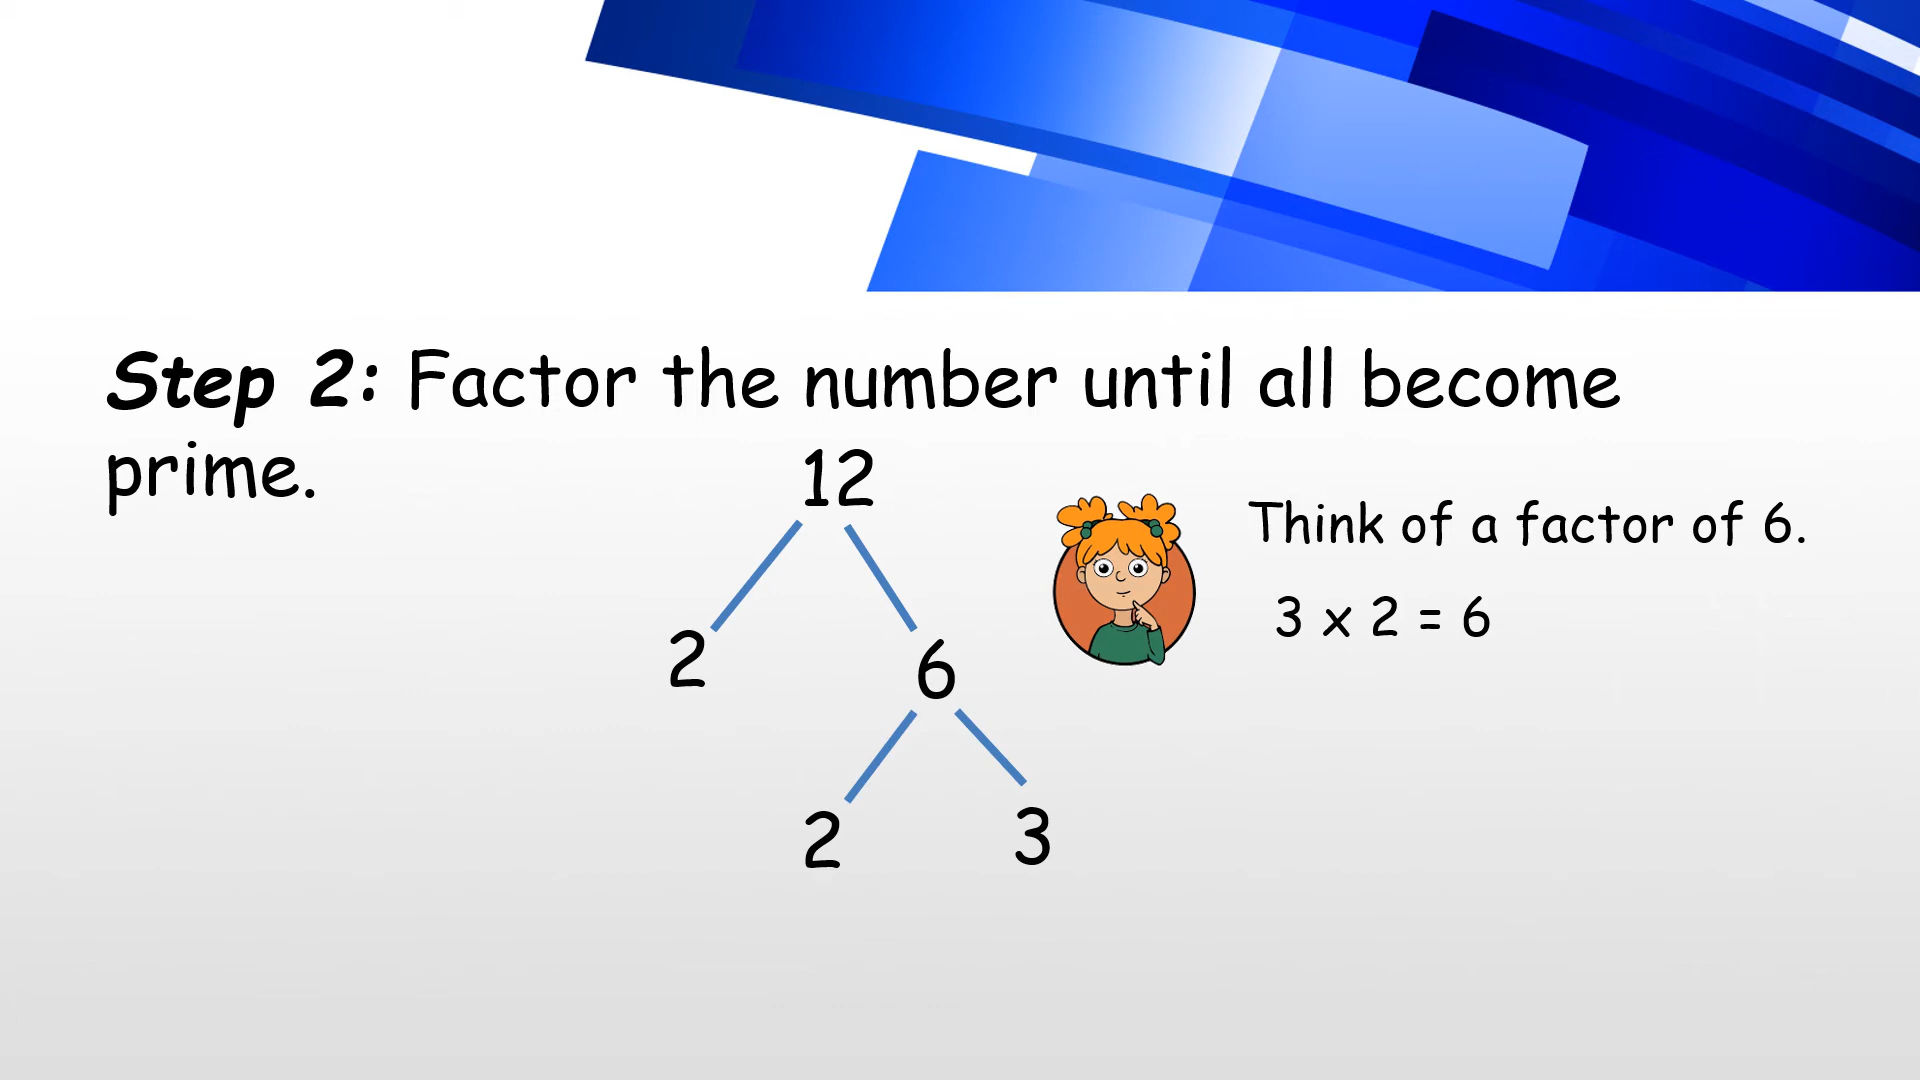 Step 2: Factor the number until all become
prime.
12
Think of a factor of 6.
3 x 2 = 6
2 6
2 3